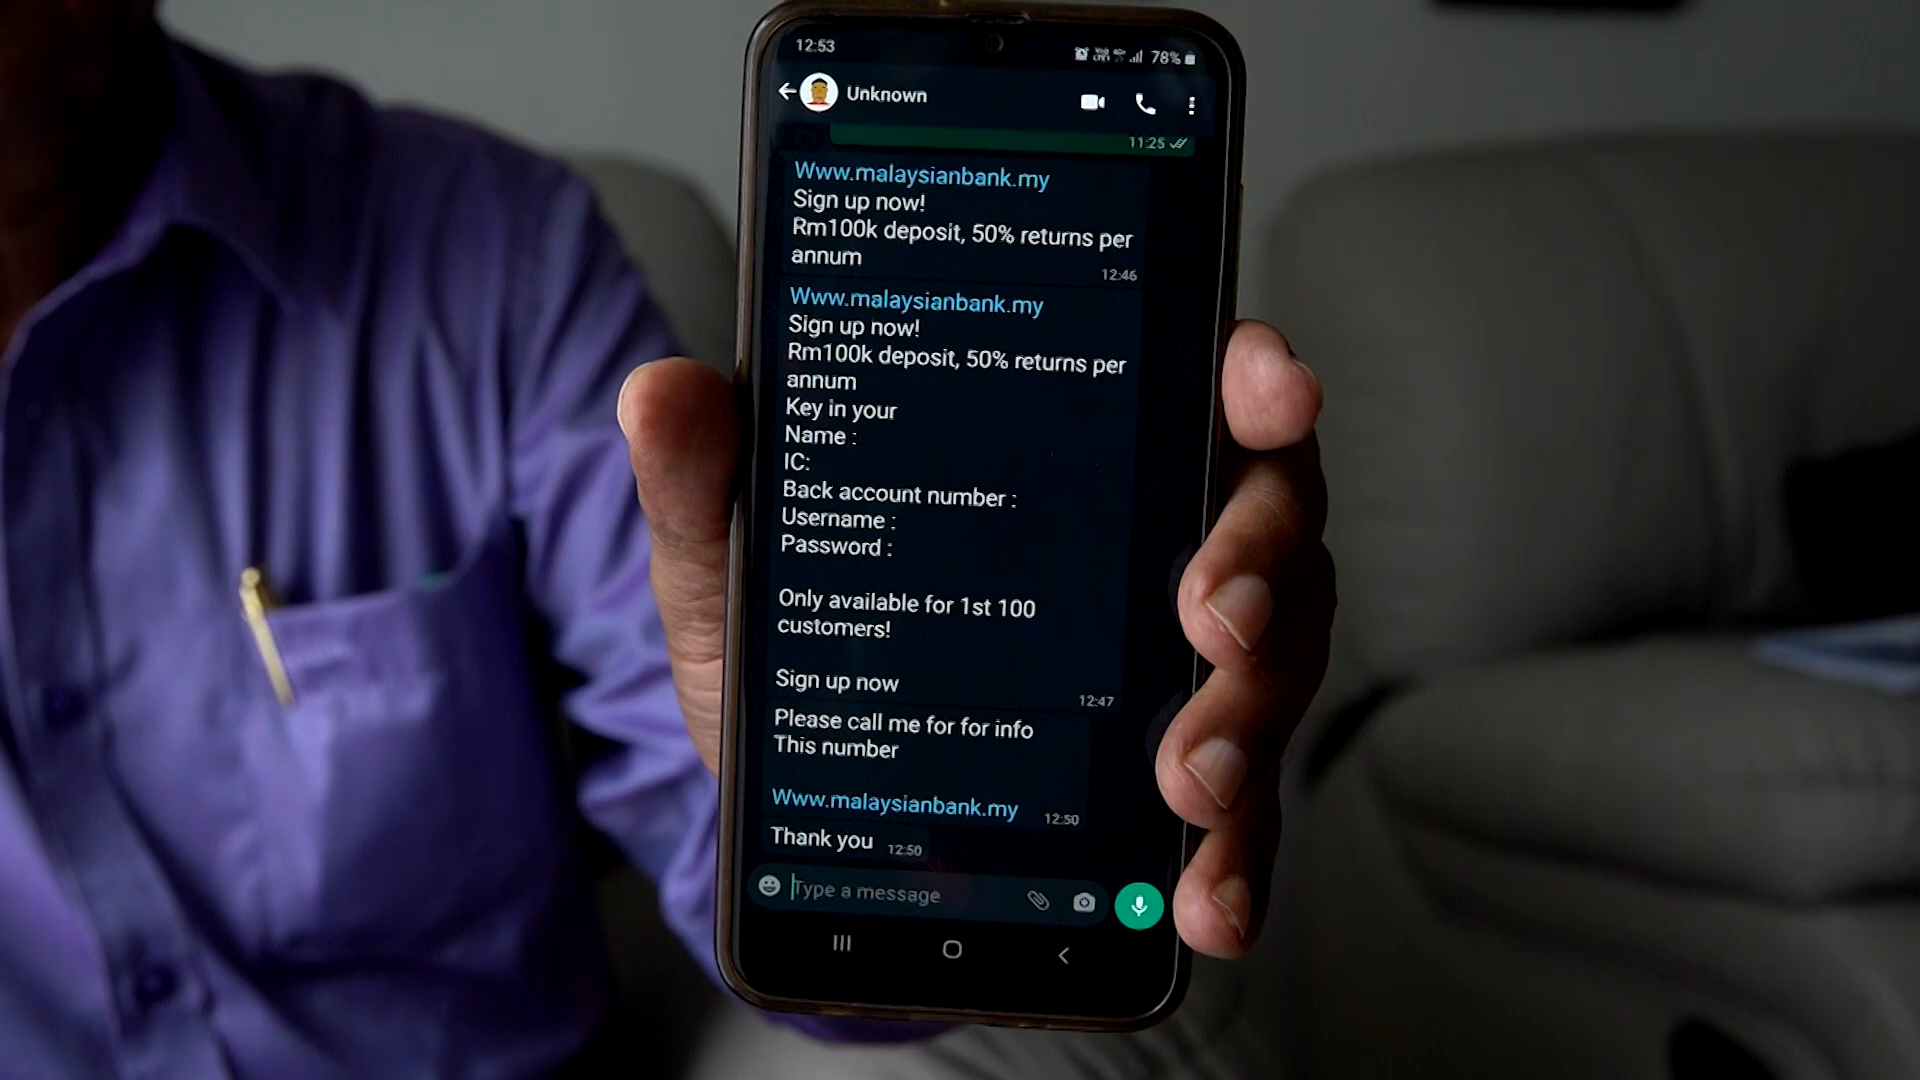 12:53
78%
Unknown
11:25
Www.malaysianbank.my
Sign up now!
Rm100k deposit, 50% returns per
annum
12:46
Www.malaysianbank.my
Sign up now!
Rm100k deposit, 50% returns per
annum
Key in your
Name :
IC:
Back account number :
Username :
Password :
Only available for 1st 100
customers!
Sign up now
12:47
Please call me for for info
This number
Www.malaysianbank.my
12:50
Thank you
12:50
Type a message